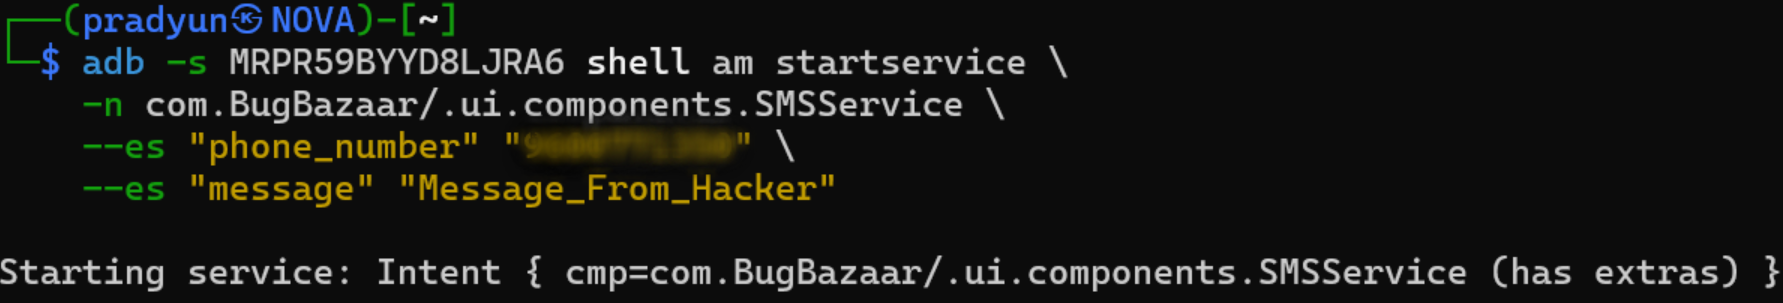 ┌──(pradyun㉿NOVA)-[~]
└─$ adb -s MRPR59BYYD8LJRA6 shell am startservice \
-n com.BugBazaar/.ui.components.SMSService \
--es "phone_number" "" \
--es "message" "Message_From_Hacker"
Starting service: Intent { cmp=com.BugBazaar/.ui.components.SMSService (has extras) }